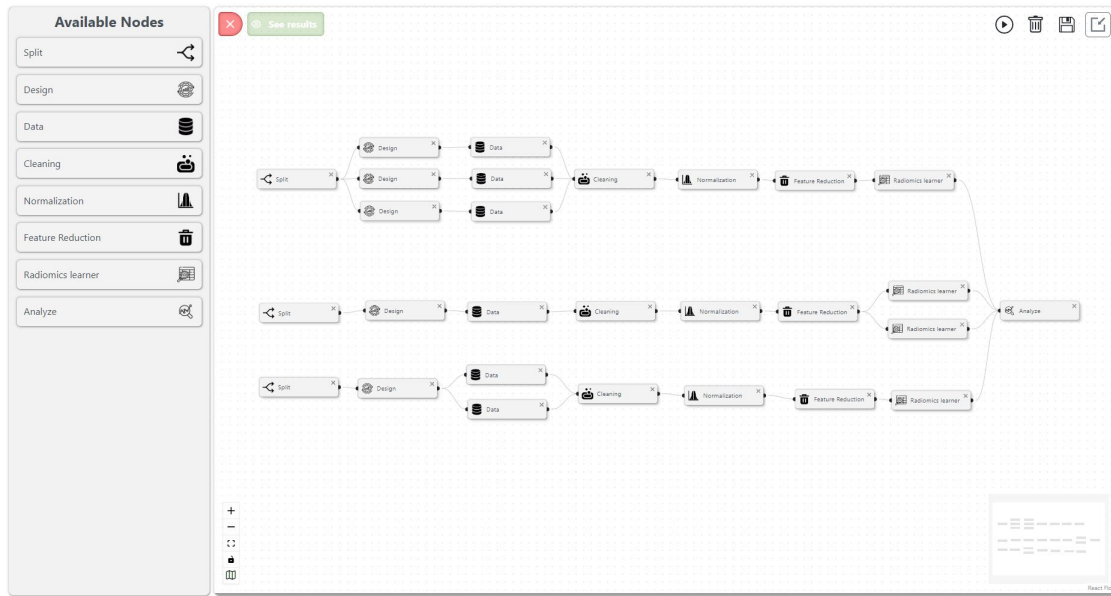 Available Nodes
Split
Design
Data
Cleaning
Normalization
Feature Reduction
Radiomics learner
Analyze
See results
Design
Data
Split
Design
Data
Cleaning
Normalization
Feature Reduction
Radiomics learner
Design
Data
Radiomics learner
Split
Design
Data
Cleaning
Normalization
Feature Reduction
Analyze
Radiomics learner
Data
Split
Design
Cleaning
Normalization
Feature Reduction
Radiomics learner
Data
React Flo